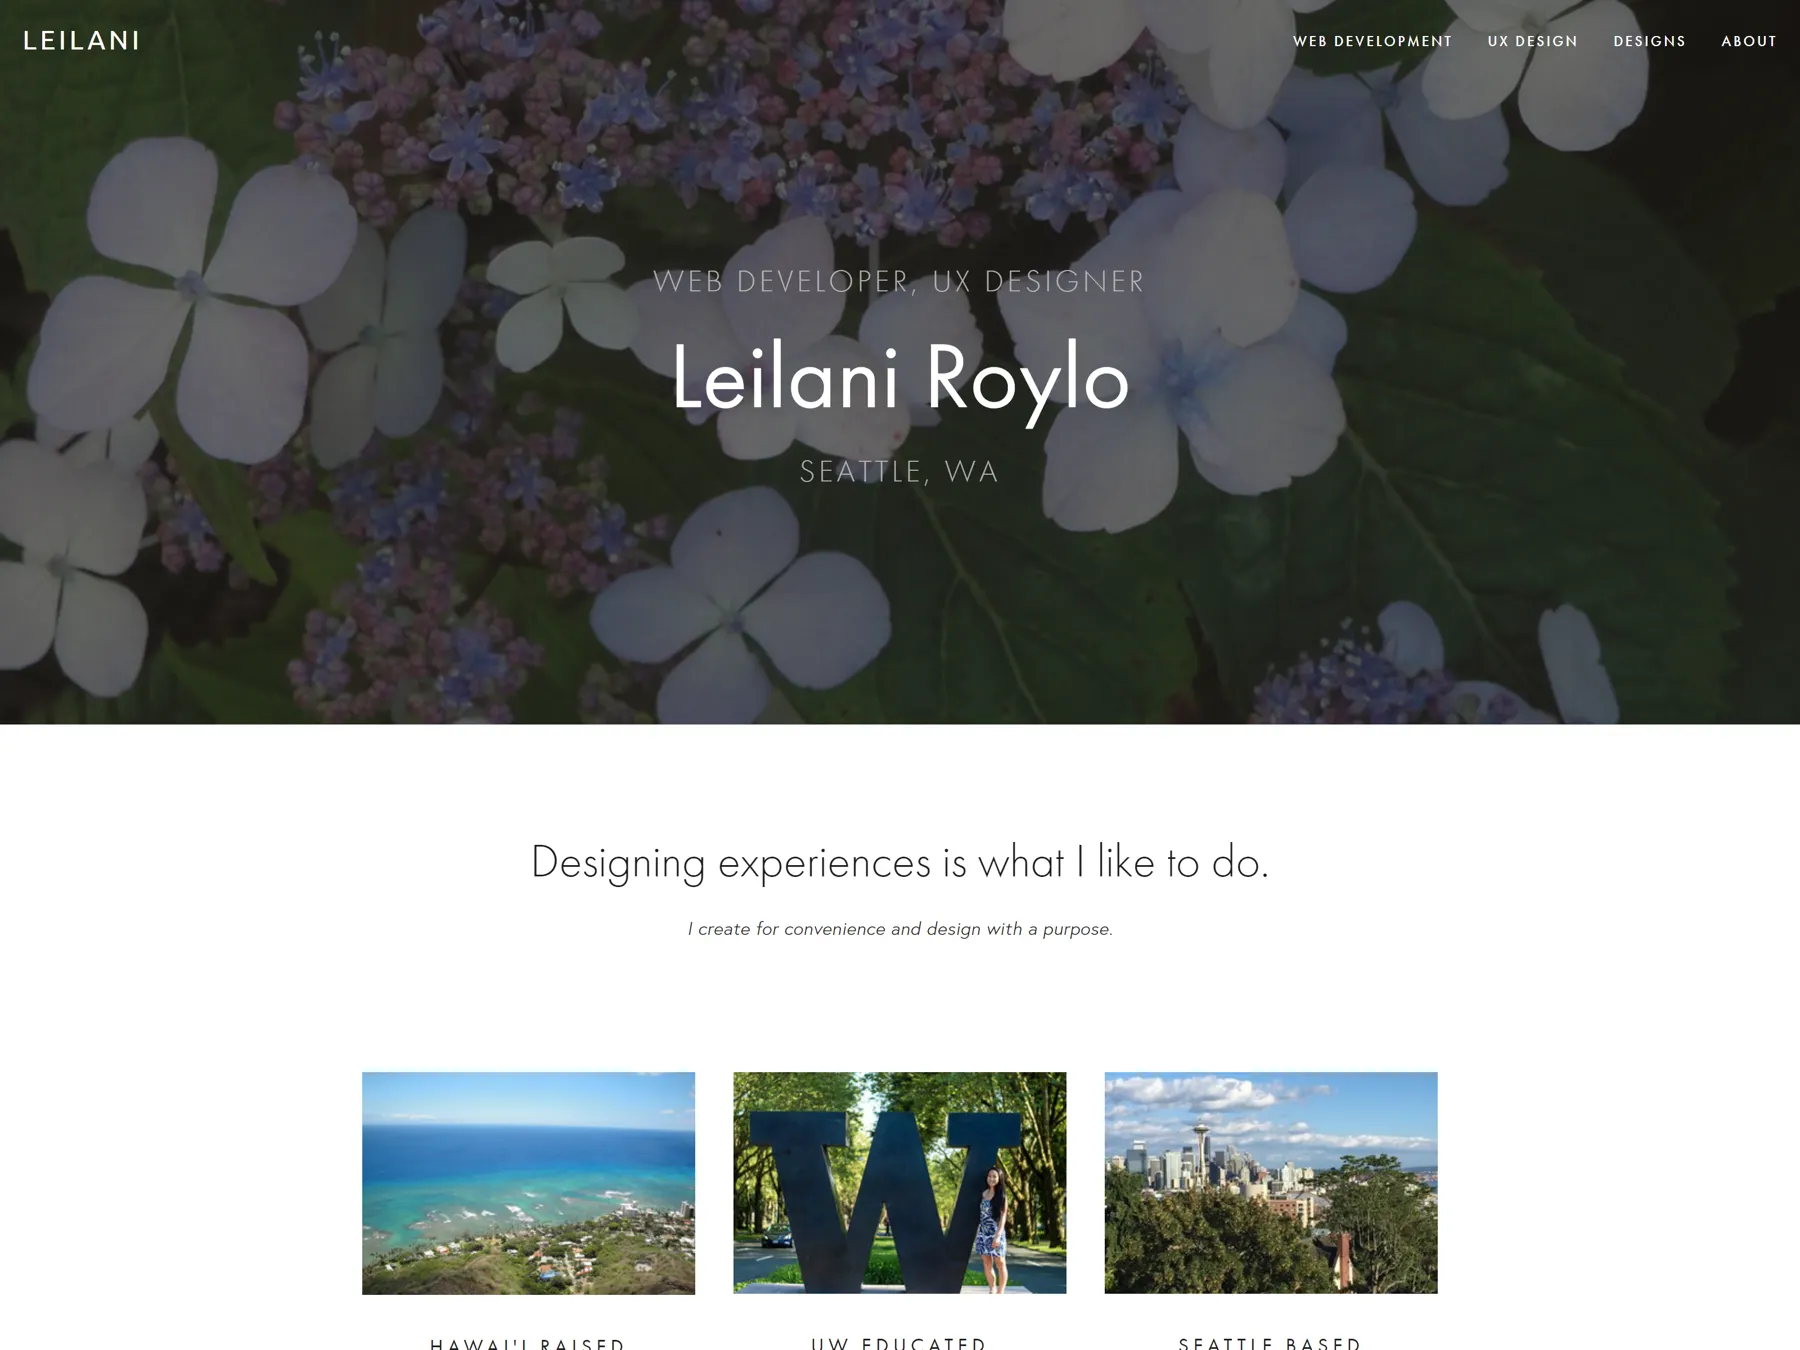 LEILANI
WEB DEVELOPMENT UX DESIGN DESIGNS ABOUT
WEB DEVELOPER, UX DESIGNER
Leilani Roylo
SEATTLE, WA
Designing experiences is what I like to do.
I create for convenience and design with a purpose.
W
HAWAI'I RAISED
UW EDUCATED
SEATTLE BASED